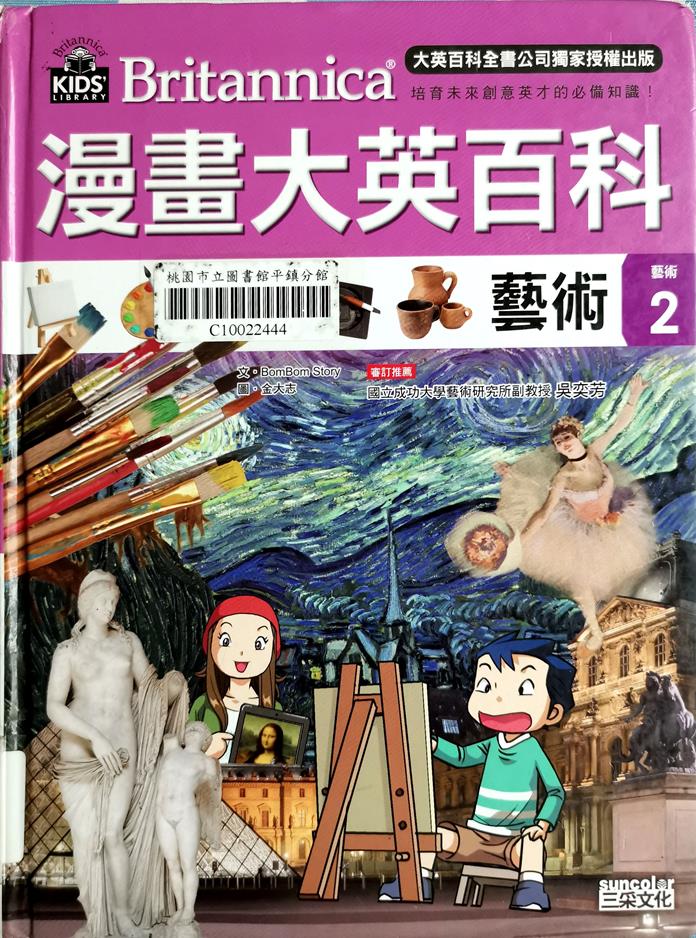 Britannica
KIDS'
LIBRARY
Britannica®
大英百科全書公司獨家授權出版
培育未來創意英才的必備知識！
漫畫大英百科
桃園市立圖書館平鎮分館
C10022444
藝術
藝術
2
文・BomBom Story
圖・金大志
審訂推薦
國立成功大學藝術研究所副教授 吳奕芳
suncolor
三采文化